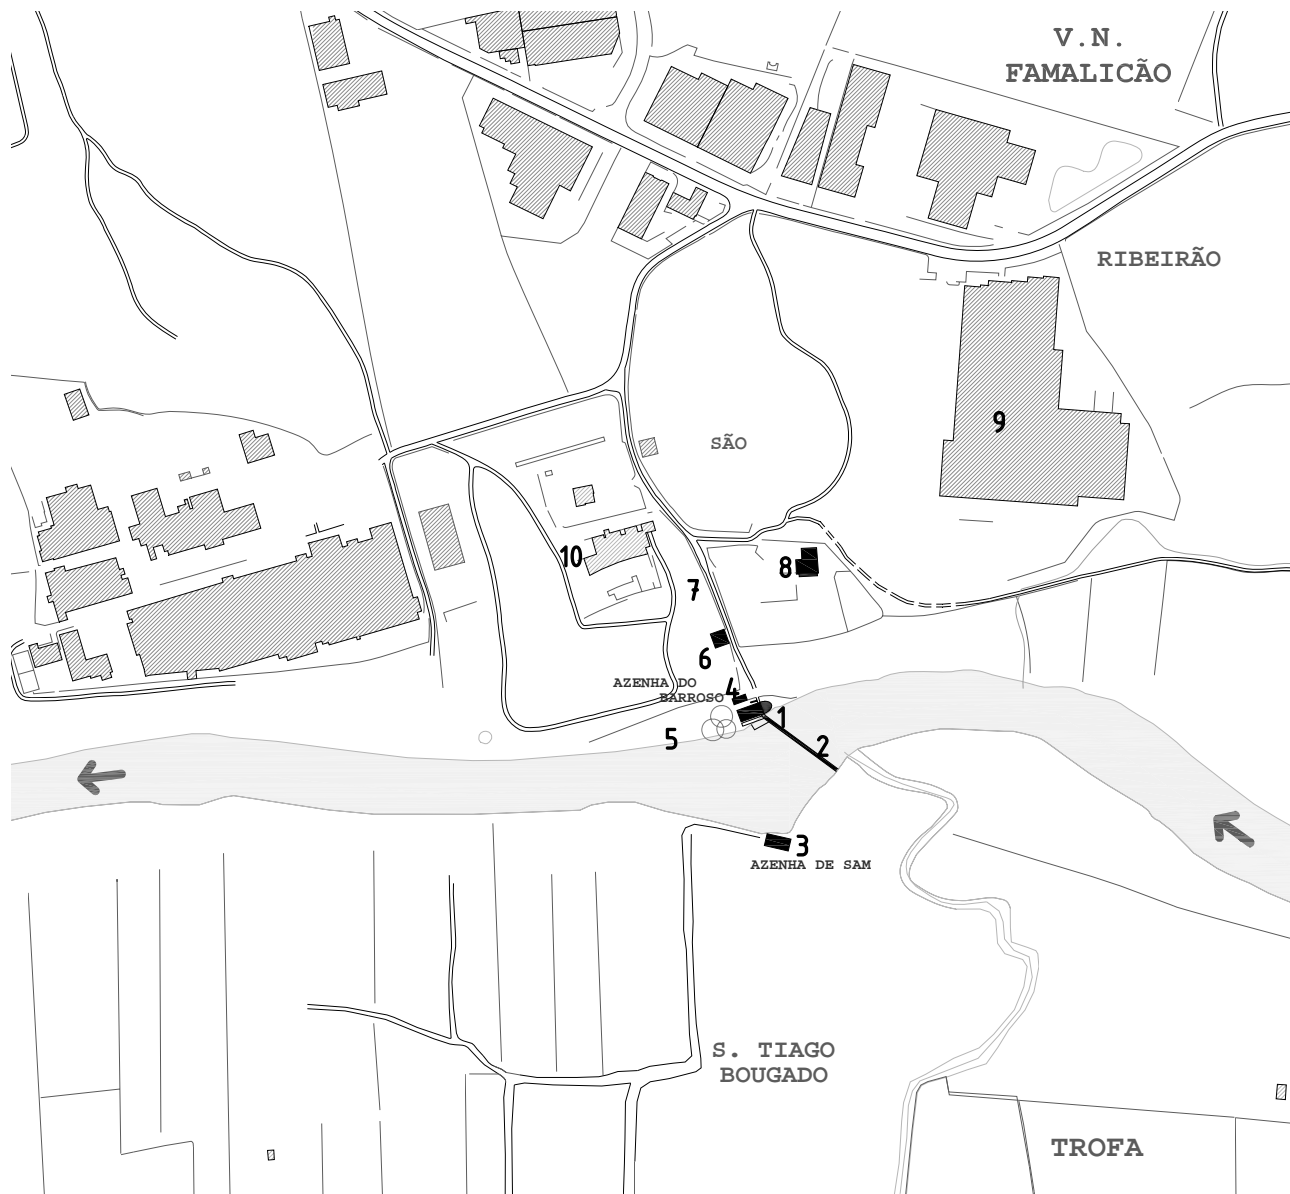 V.N.
FAMALICÃO
RIBEIRÃO
9
SÃO
10
8
7
6
AZENHA DO
BARROSO
4
1
5
2
3
AZENHA DE SAM
S. TIAGO
BOUGADO
TROFA